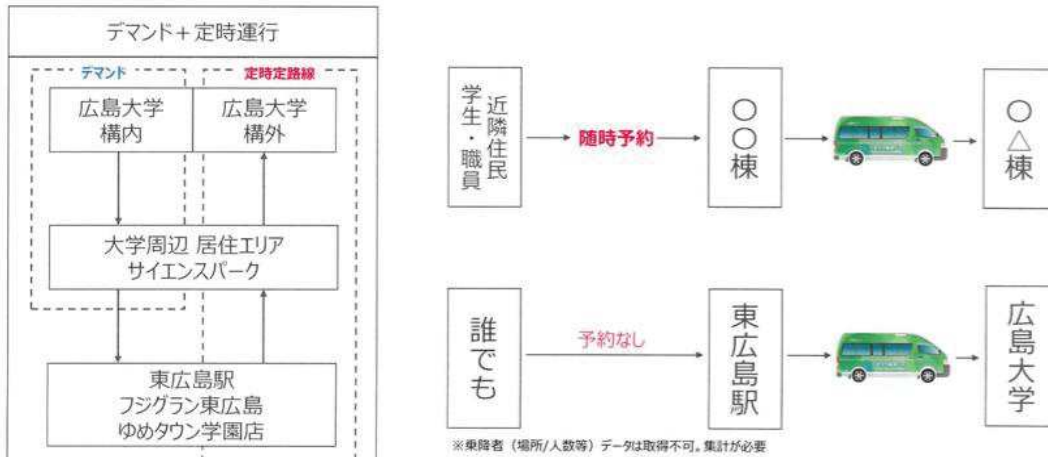 デマンド＋定時運行
デマンド
定時定路線
広島大学
構内
広島大学
構外
大学周辺 居住エリア
サイエンスパーク
東広島駅
フジグラン東広島
ゆめタウン学園店
近隣住民
学生・職員
随時予約
〇〇棟
〇△棟
誰でも
予約なし
東広島駅
広島大学
※乗降者（場所/人数等）データは取得不可。集計が必要